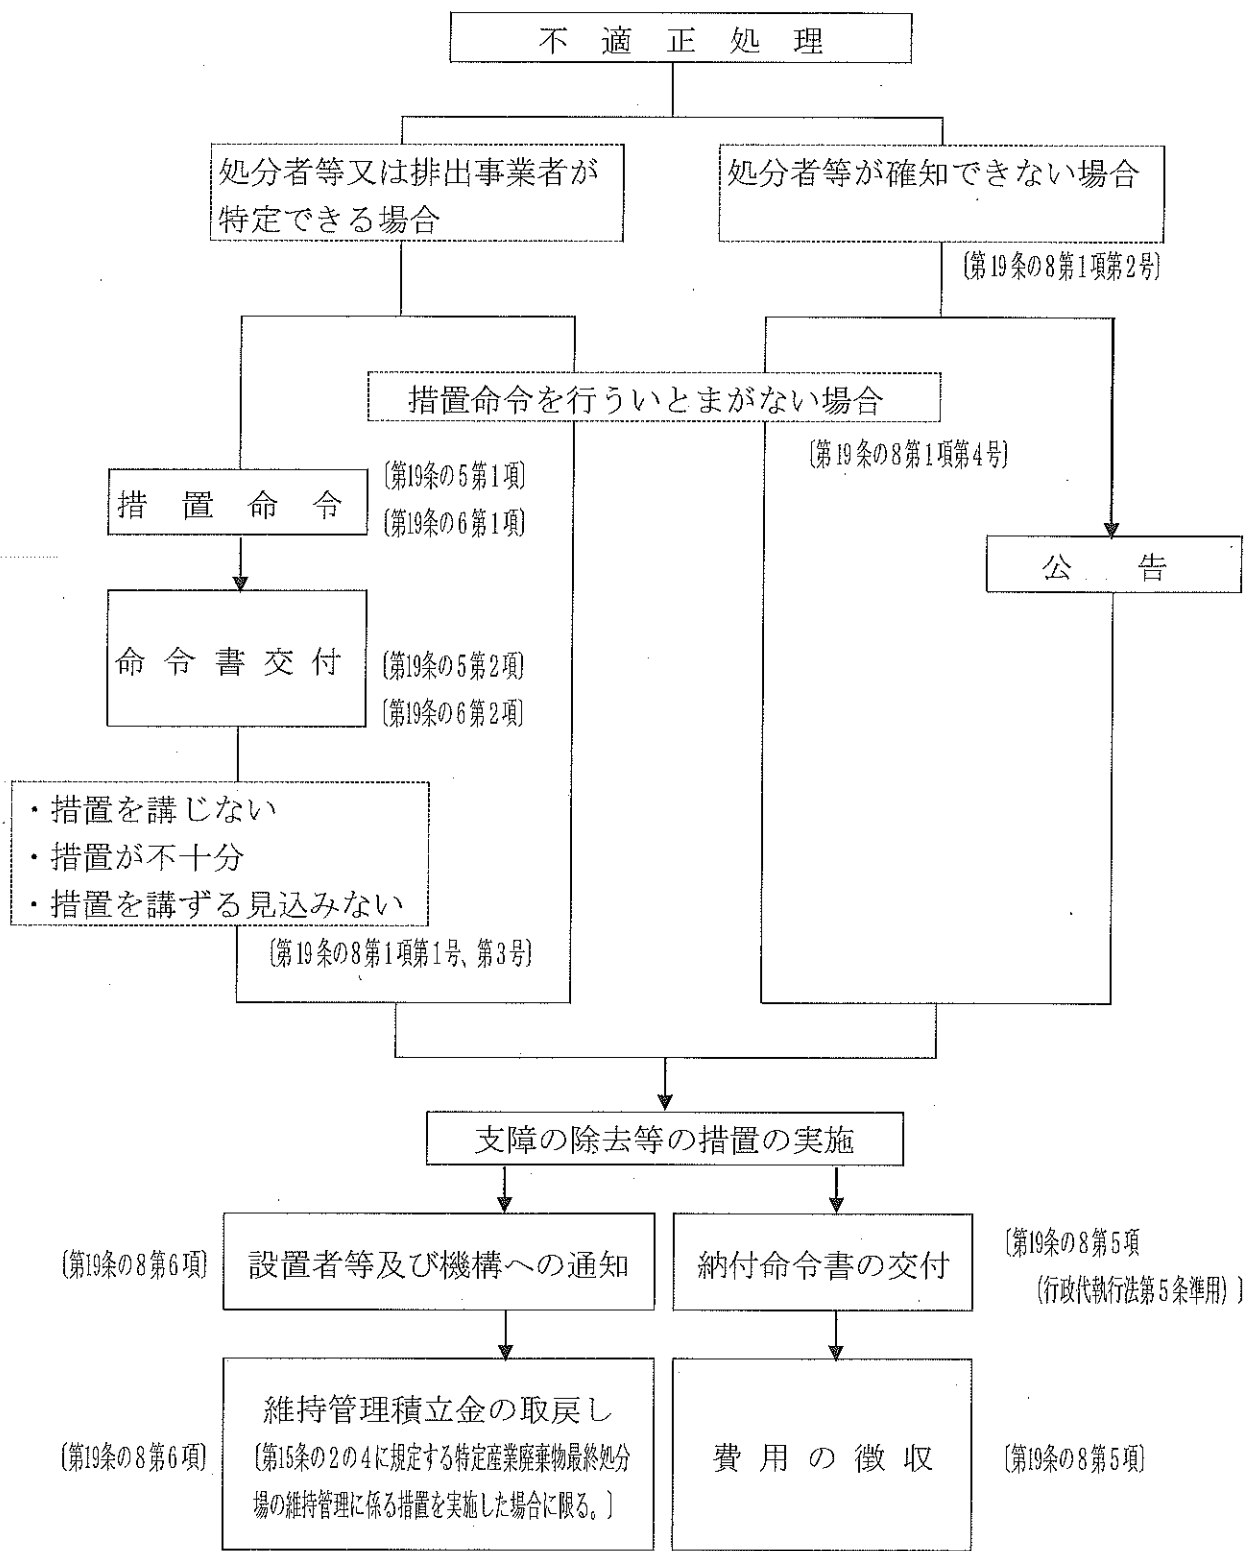 不適正処理
処分者等又は排出事業者が
特定できる場合
処分者等が確知できない場合
〔第19条の8第1項第2号〕
措置命令を行ういとまがない場合
〔第19条の8第1項第4号〕
措置命令
〔第19条の5第1項〕
〔第19条の6第1項〕
公告
命令書交付
〔第19条の5第2項〕
〔第19条の6第2項〕
・措置を講じない
・措置が不十分
・措置を講ずる見込みない
〔第19条の8第1項第1号、第3号〕
支障の除去等の措置の実施
〔第19条の8第6項〕
設置者等及び機構への通知
納付命令書の交付
〔第19条の8第5項
(行政代執行法第5条準用)〕
〔第19条の8第6項〕
維持管理積立金の取戻し
〔第15条の2の4に規定する特定産業廃棄物最終処分
場の維持管理に係る措置を実施した場合に限る。〕
費用の徴収
〔第19条の8第5項〕